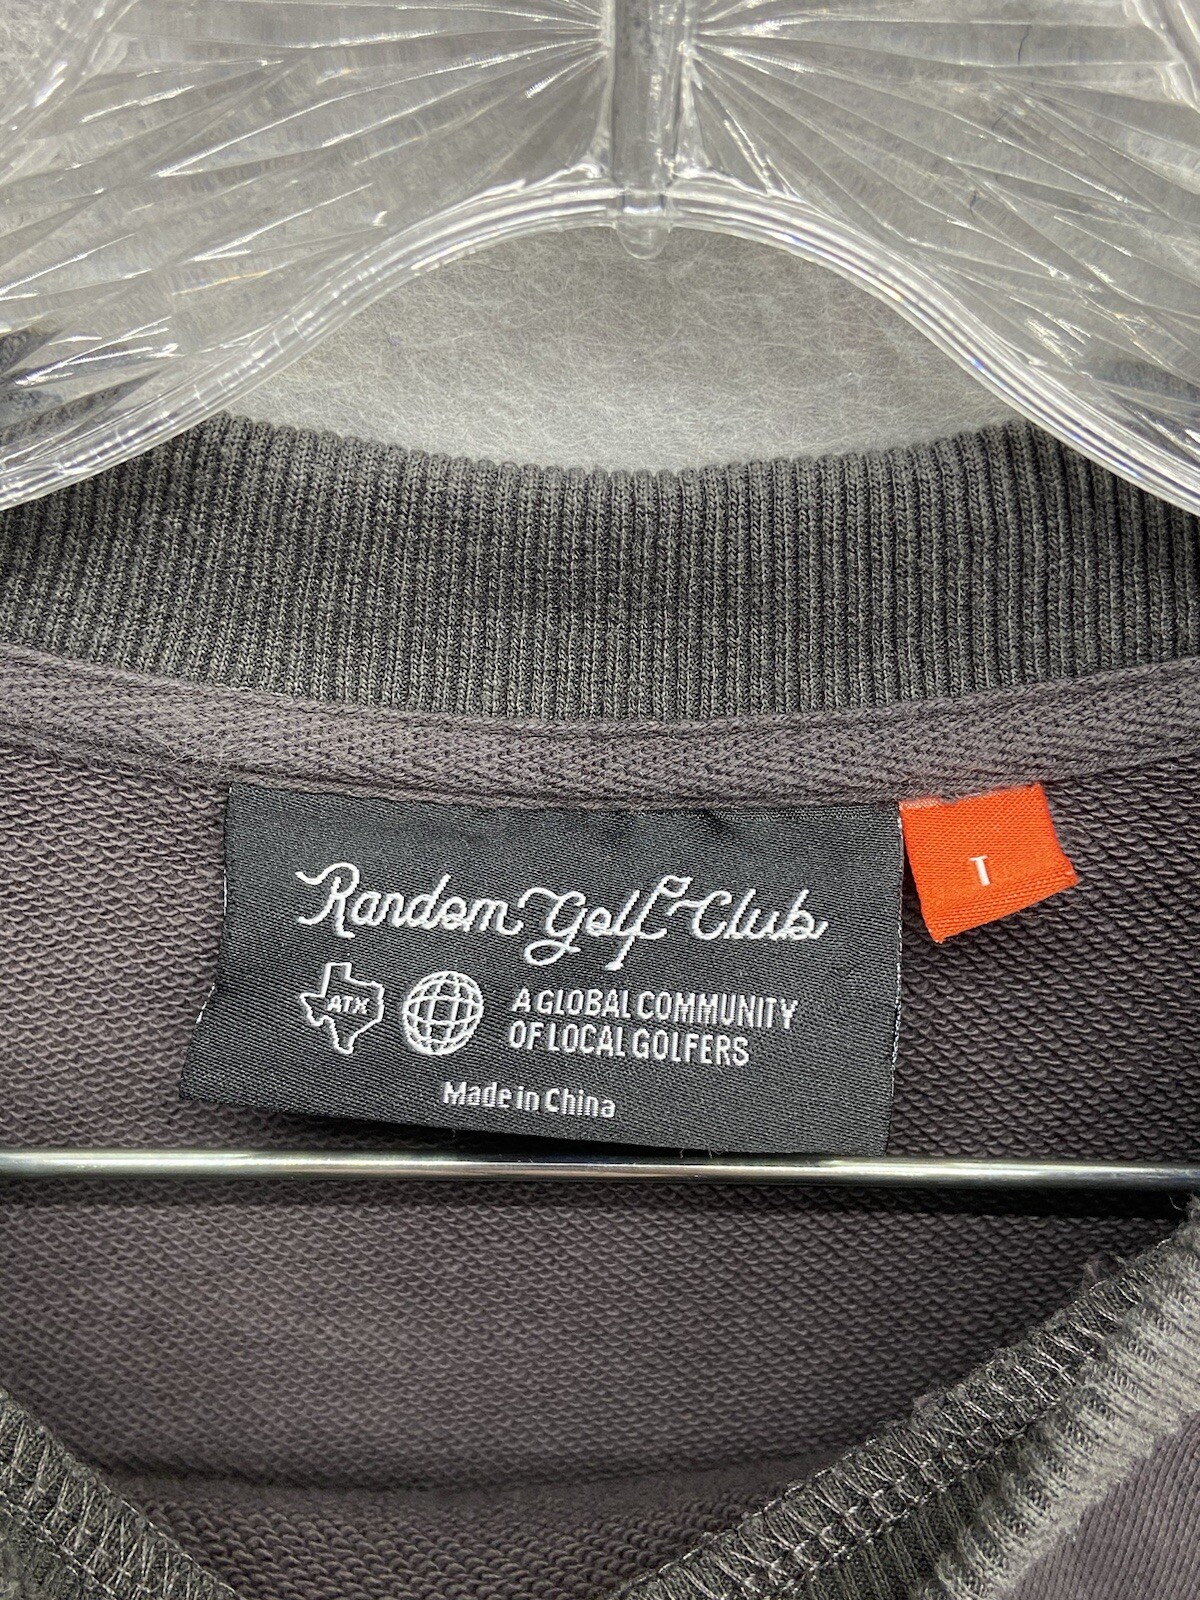 Random Golf Club
ATX
A GLOBAL COMMUNITY
OF LOCAL GOLFERS
Made in China